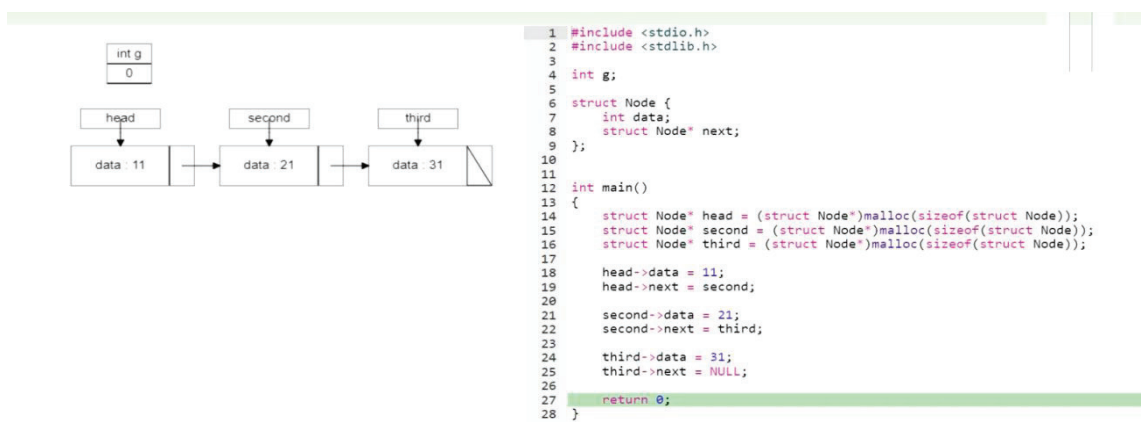 int g
0
head second third
data : 11 data : 21 data : 31
1 #include <stdio.h>
2 #include <stdlib.h>
3
4 int g;
5
6 struct Node {
7     int data;
8     struct Node* next;
9 };
10
11
12 int main()
13 {
14     struct Node* head = (struct Node*)malloc(sizeof(struct Node));
15     struct Node* second = (struct Node*)malloc(sizeof(struct Node));
16     struct Node* third = (struct Node*)malloc(sizeof(struct Node));
17
18     head->data = 11;
19     head->next = second;
20
21     second->data = 21;
22     second->next = third;
23
24     third->data = 31;
25     third->next = NULL;
26
27     return 0;
28 }